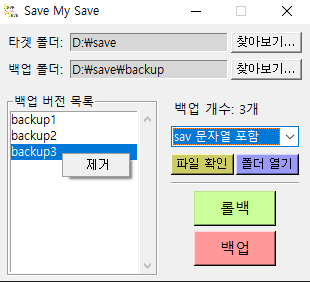 Save My Save
타겟 폴더: D:₩save 찾아보기...
백업 폴더: D:₩save₩backup 찾아보기...
백업 버전 목록
backup1
backup2
backup3
제거
백업 개수: 3개
sav 문자열 포함
파일 확인 폴더 열기
롤백
백업